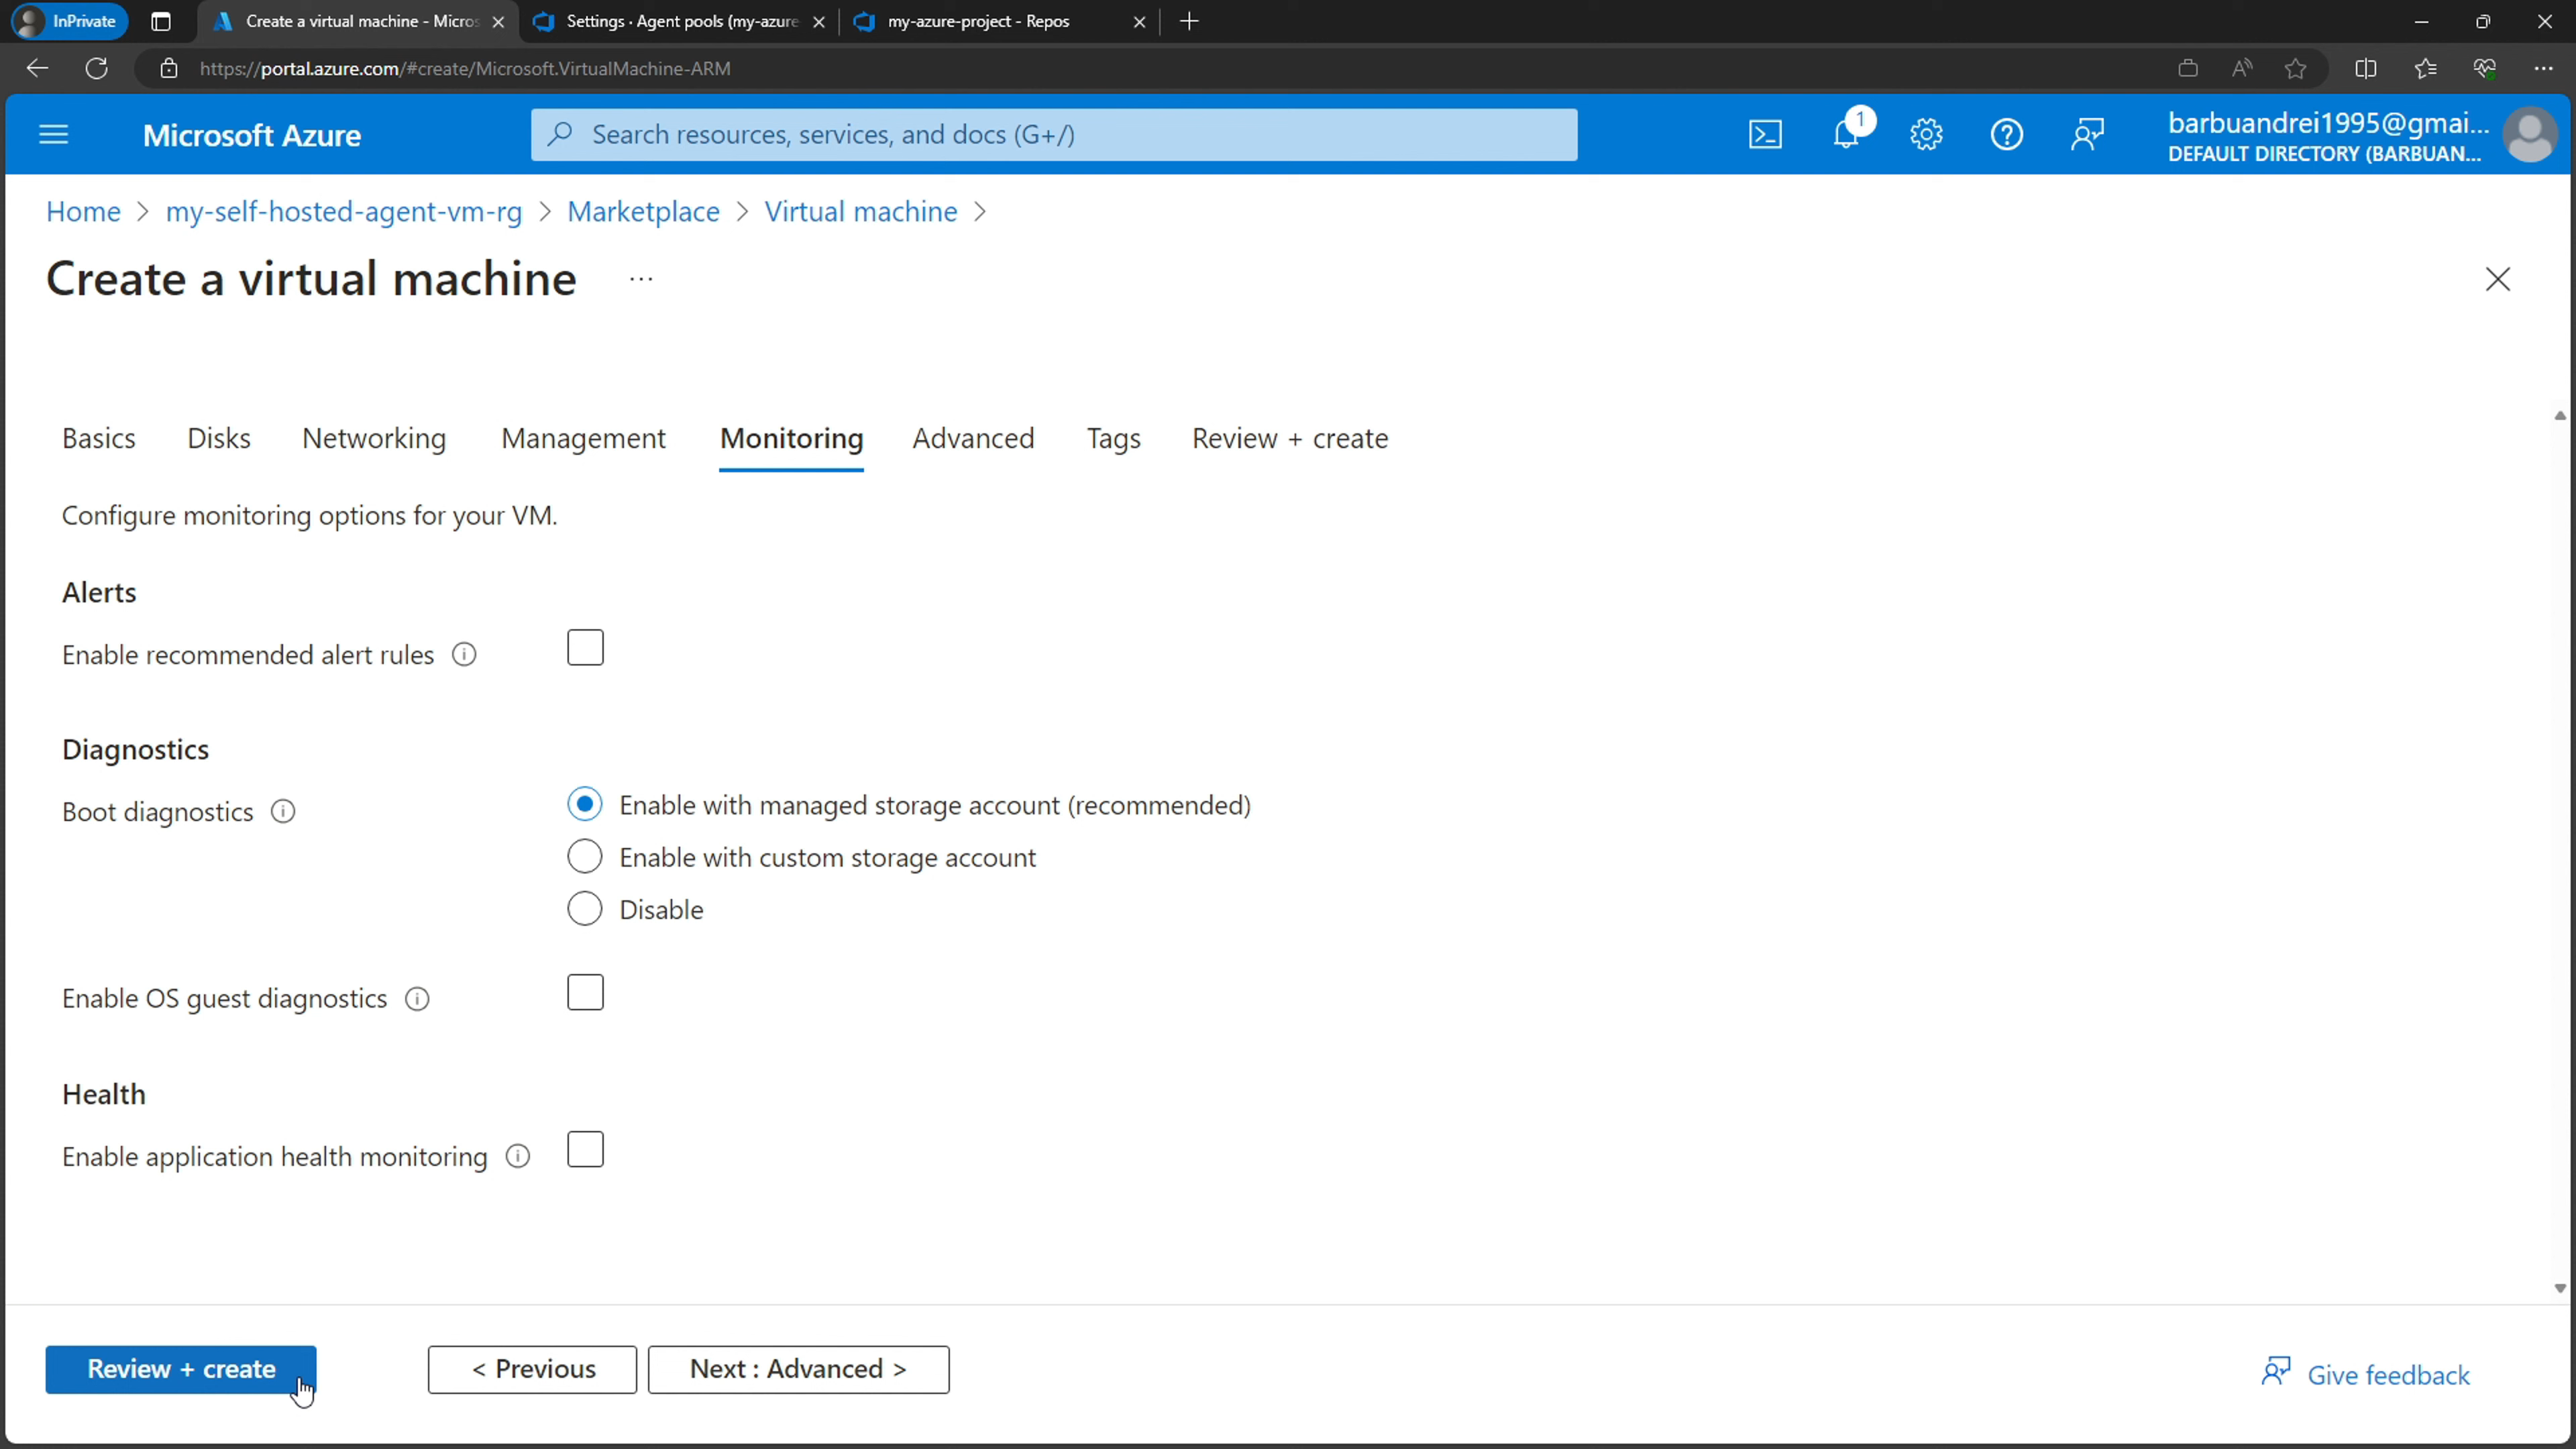 InPrivate
Create a virtual machine - Micros
Settings · Agent pools (my-azure
my-azure-project - Repos
https://portal.azure.com/#create/Microsoft.VirtualMachine-ARM
Microsoft Azure
Search resources, services, and docs (G+/)
1
barbuandrei1995@gmai...
DEFAULT DIRECTORY (BARBUAN...
Home > my-self-hosted-agent-vm-rg > Marketplace > Virtual machine >
Create a virtual machine ...
Basics Disks Networking Management Monitoring Advanced Tags Review + create
Configure monitoring options for your VM.
Alerts
Enable recommended alert rules
Diagnostics
Boot diagnostics
Enable with managed storage account (recommended)
Enable with custom storage account
Disable
Enable OS guest diagnostics
Health
Enable application health monitoring
Review + create
< Previous
Next : Advanced >
Give feedback